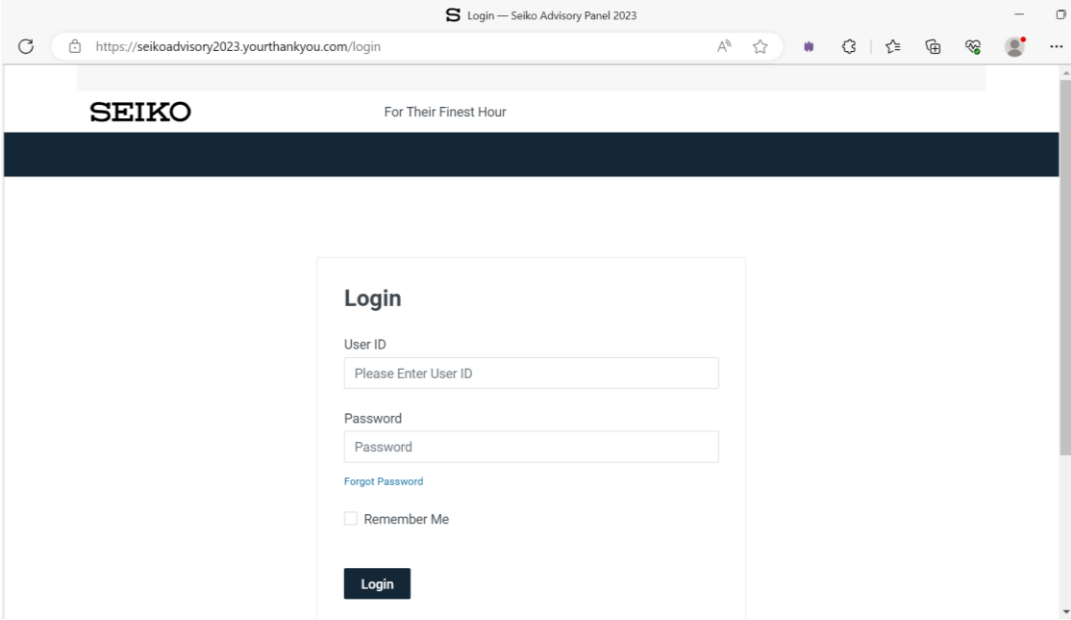 Login — Seiko Advisory Panel 2023
https://seikoadvisory2023.yourthankyou.com/login
SEIKO
For Their Finest Hour
Login
User ID
Please Enter User ID
Password
Password
Forgot Password
Remember Me
Login